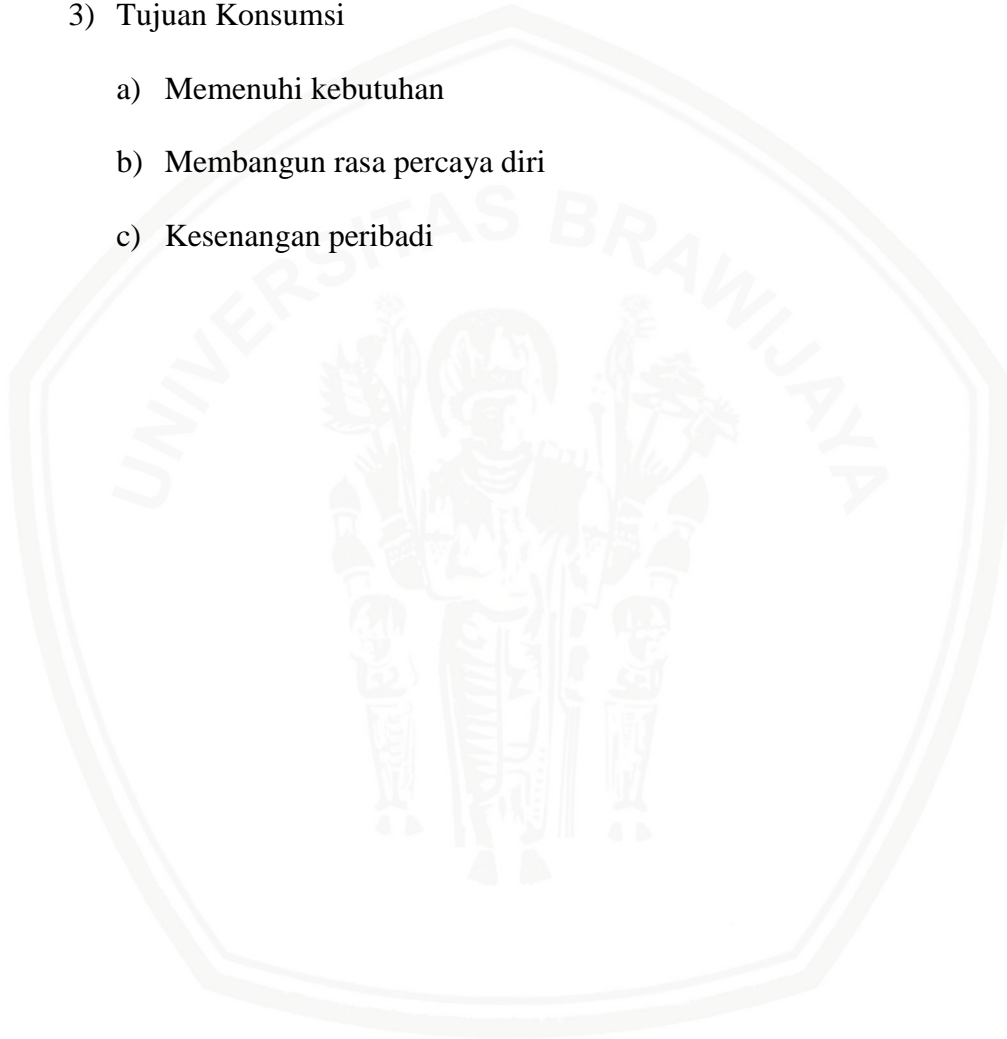 3) Tujuan Konsumsi
a) Memenuhi kebutuhan
b) Membangun rasa percaya diri
c) Kesenangan peribadi
UNIVERSITAS BRAWIJAYA